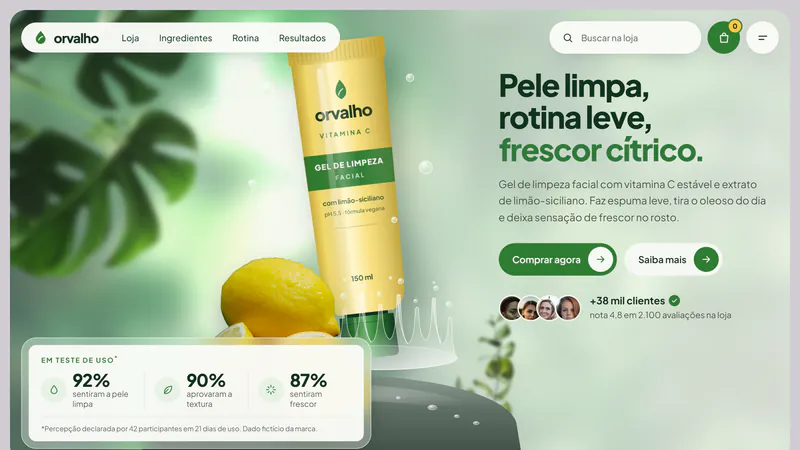 orvalho
Loja
Ingredientes
Rotina
Resultados
Buscar na loja
0
orvalho
VITAMINA C
GEL DE LIMPEZA
FACIAL
com limão-siciliano
pH 5,5 · fórmula vegana
150 ml
Pele limpa,
rotina leve,
frescor cítrico.
Gel de limpeza facial com vitamina C estável e extrato
de limão-siciliano. Faz espuma leve, tira o oleoso do dia
e deixa sensação de frescor no rosto.
Comprar agora
Saiba mais
+38 mil clientes
nota 4,8 em 2.100 avaliações na loja
EM TESTE DE USO*
92%
sentiram a pele
limpa
90%
aprovaram a
textura
87%
sentiram
frescor
*Percepção declarada por 42 participantes em 21 dias de uso. Dado fictício da marca.